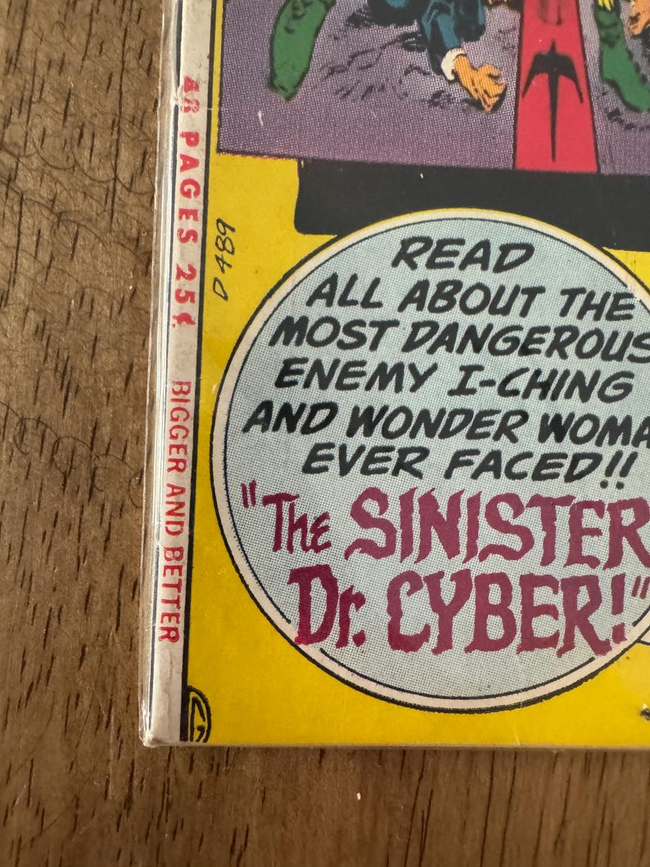 48 PAGES 25¢
BIGGER AND BETTER
D 489
READ
ALL ABOUT THE
MOST DANGEROUS
ENEMY I-CHING
AND WONDER WOMA
EVER FACED!!
"The SINISTER
Dr. CYBER!"